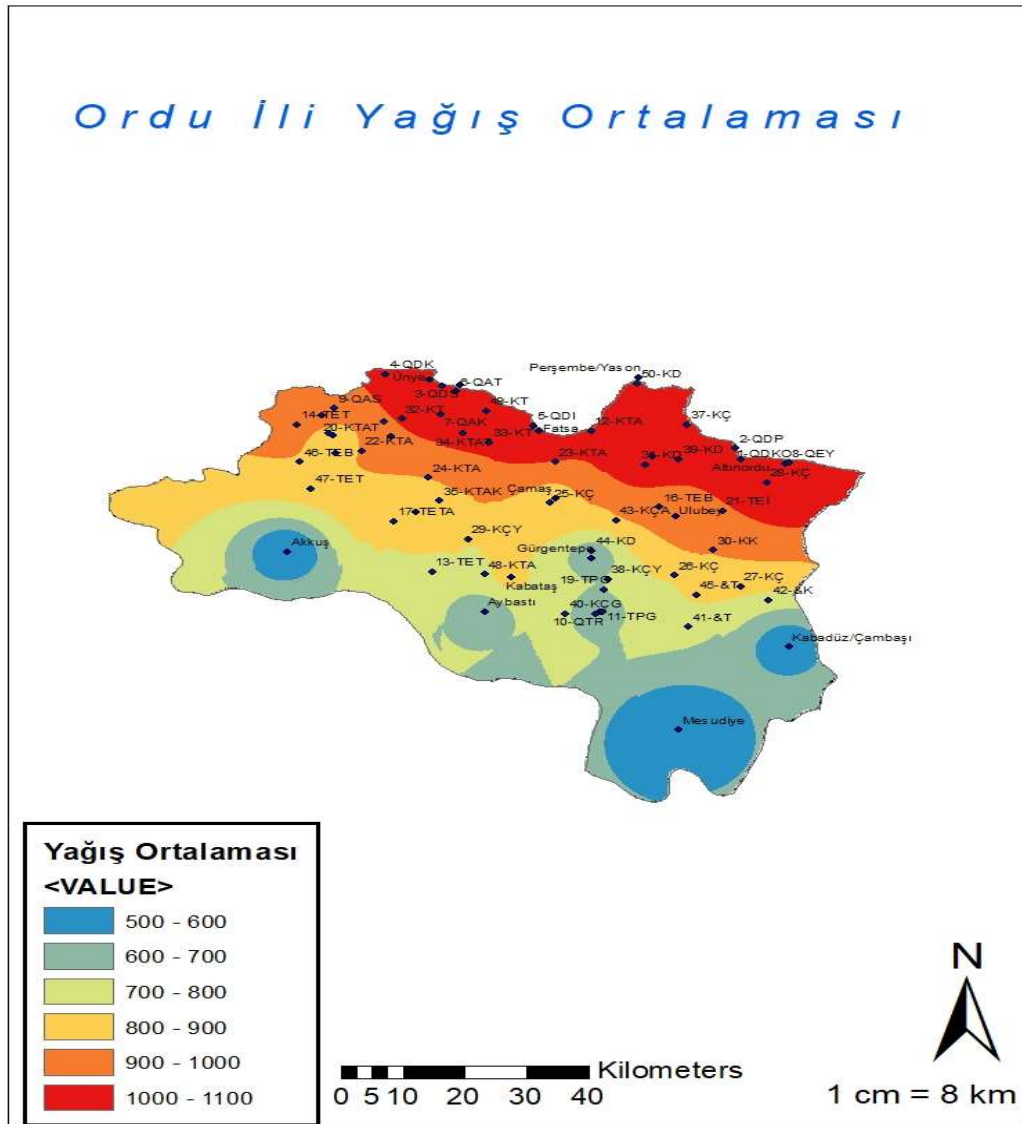 Ordu İli Yağış Ortalaması
4-QDK
Ünye
6-QAT
3-QDS
Perşembe/Yason
50-KD
9-QAS
14-TET
32-KT
49-KT
7-QAK
5-QDI
Fatsa
12-KTA
37-KÇ
20-KTAT
22-KTA
34-KTA
33-KT
2-QDP
46-TEB
23-KTA
39-KD
8-QEY
Altınordu
28-KÇ
24-KTA
47-TET
35-KTAK
Çamaş
25-KÇ
16-TEB
21-TEI
17-TETA
43-KÇA
Ulubey
29-KÇY
Akkuş
Gürgentepe
44-KD
30-KK
13-TET
48-KTA
Kabataş
19-TPG
38-KÇY
26-KÇ
45-&T
27-KÇ
42-&K
Aybastı
40-KCG
10-QTR
11-TPG
41-&T
Kabadüz/Çambaşı
Mesudiye
Yağış Ortalaması
<VALUE>
500 - 600
600 - 700
700 - 800
800 - 900
900 - 1000
1000 - 1100
N
Kilometers
0 5 10 20 30 40
1 cm = 8 km